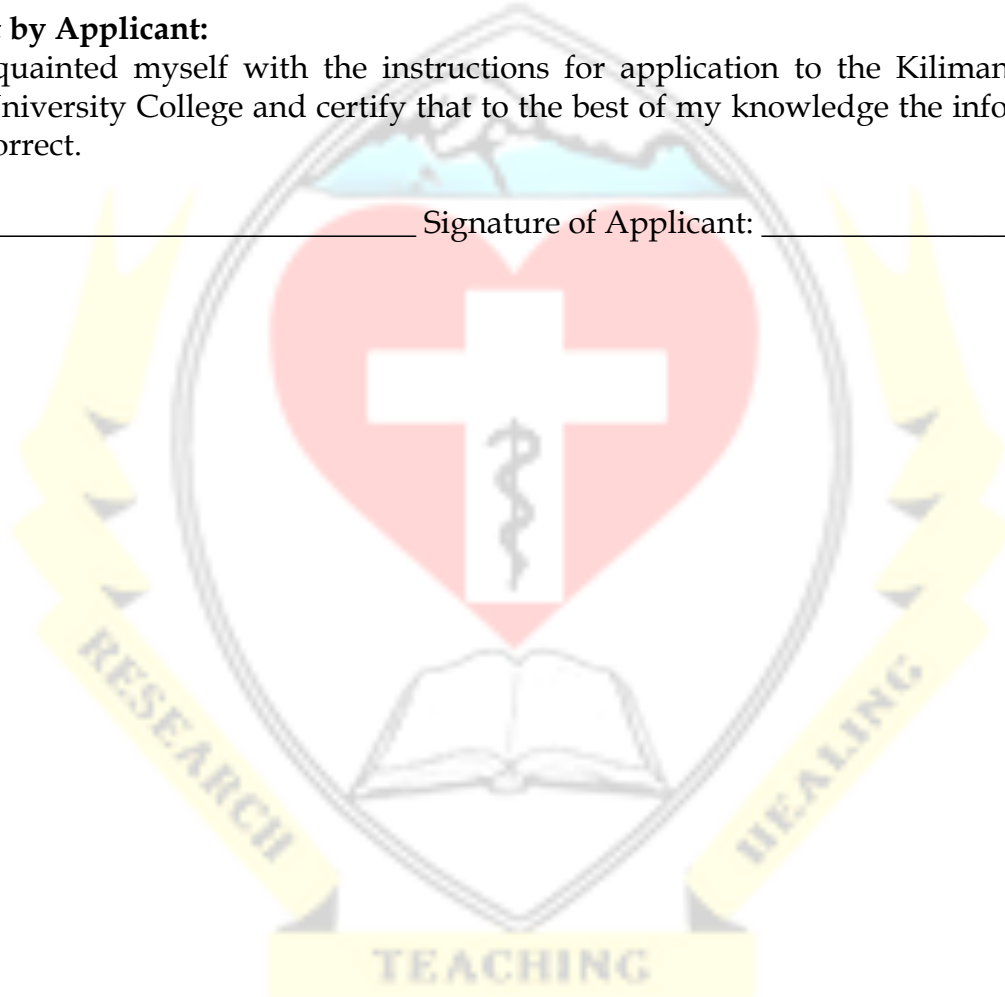 by Applicant:
quainted myself with the instructions for application to the Kiliman
niversity College and certify that to the best of my knowledge the info
orrect.
Signature of Applicant:
RESEARCH
HEALING
TEACHING